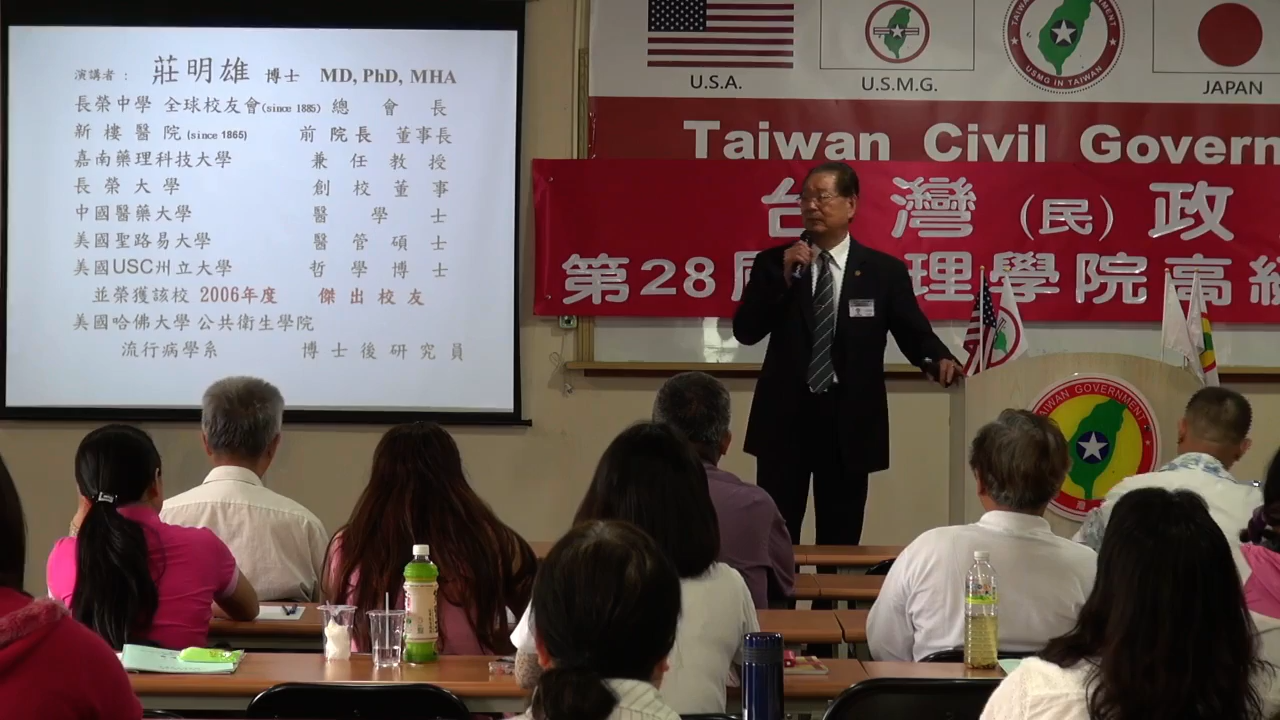 演講者： 莊明雄 博士 MD, PhD, MHA
長榮中學 全球校友會(since 1885) 總 會 長
新 樓 醫 院 (since 1865) 前 院 長 董事長
嘉南藥理科技大學 兼 任 教 授
長 榮 大 學 創 校 董 事
中國醫藥大學 醫 學 士
美國聖路易大學 醫 管 碩 士
美國USC州立大學 哲 學 博 士
並榮獲該校 2006年度 傑 出 校 友
美國哈佛大學 公共衛生學院
流行病學系 博 士 後 研 究 員
U.S.A.
U.S.M.G.
USMG IN TAIWAN
JAPAN
Taiwan Civil Govern
台 灣 (民) 政
第28屆 理學院高級
TAIWAN GOVERNMENT